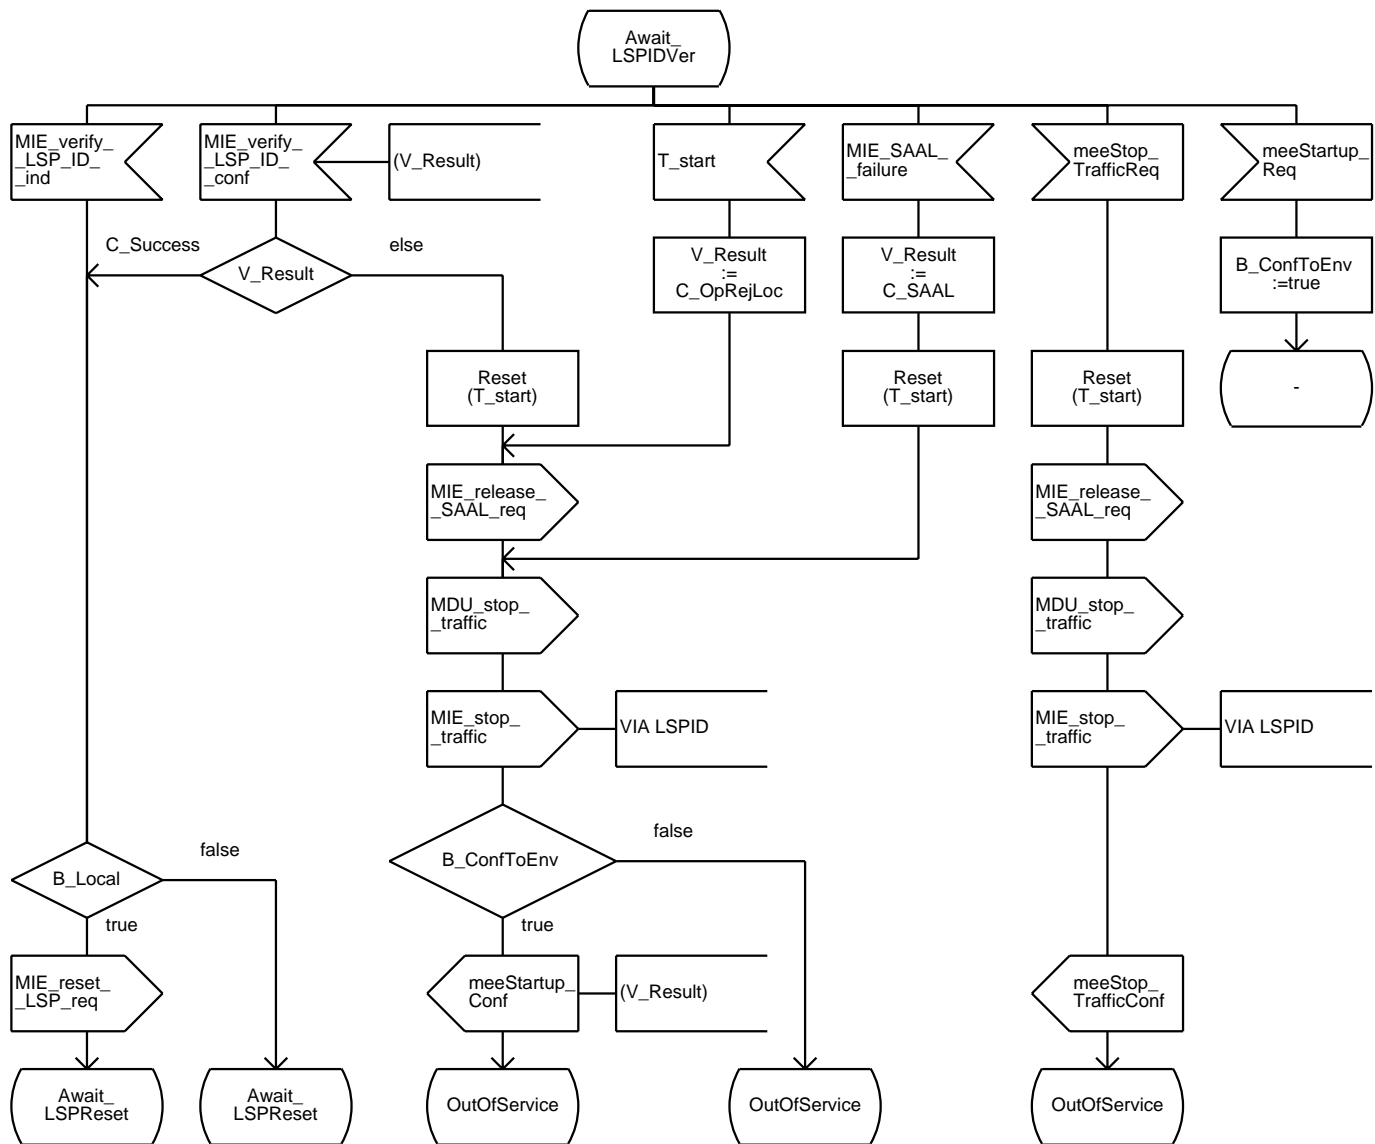 Await_
LSPIDVer
MIE_verify_
_LSP_ID_
_ind
MIE_verify_
_LSP_ID_
_conf
(V_Result)
T_start
MIE_SAAL_
_failure
meeStop_
TrafficReq
meeStartup_
Req
C_Success
V_Result
else
V_Result
:=
C_OpRejLoc
V_Result
:=
C_SAAL
B_ConfToEnv
:=true
Reset
(T_start)
Reset
(T_start)
Reset
(T_start)
-
MIE_release_
_SAAL_req
MIE_release_
_SAAL_req
MDU_stop_
_traffic
MDU_stop_
_traffic
MIE_stop_
_traffic
VIA LSPID
MIE_stop_
_traffic
VIA LSPID
B_Local
false
true
B_ConfToEnv
false
true
MIE_reset_
_LSP_req
meeStartup_
Conf
(V_Result)
meeStop_
TrafficConf
Await_
LSPReset
Await_
LSPReset
OutOfService
OutOfService
OutOfService